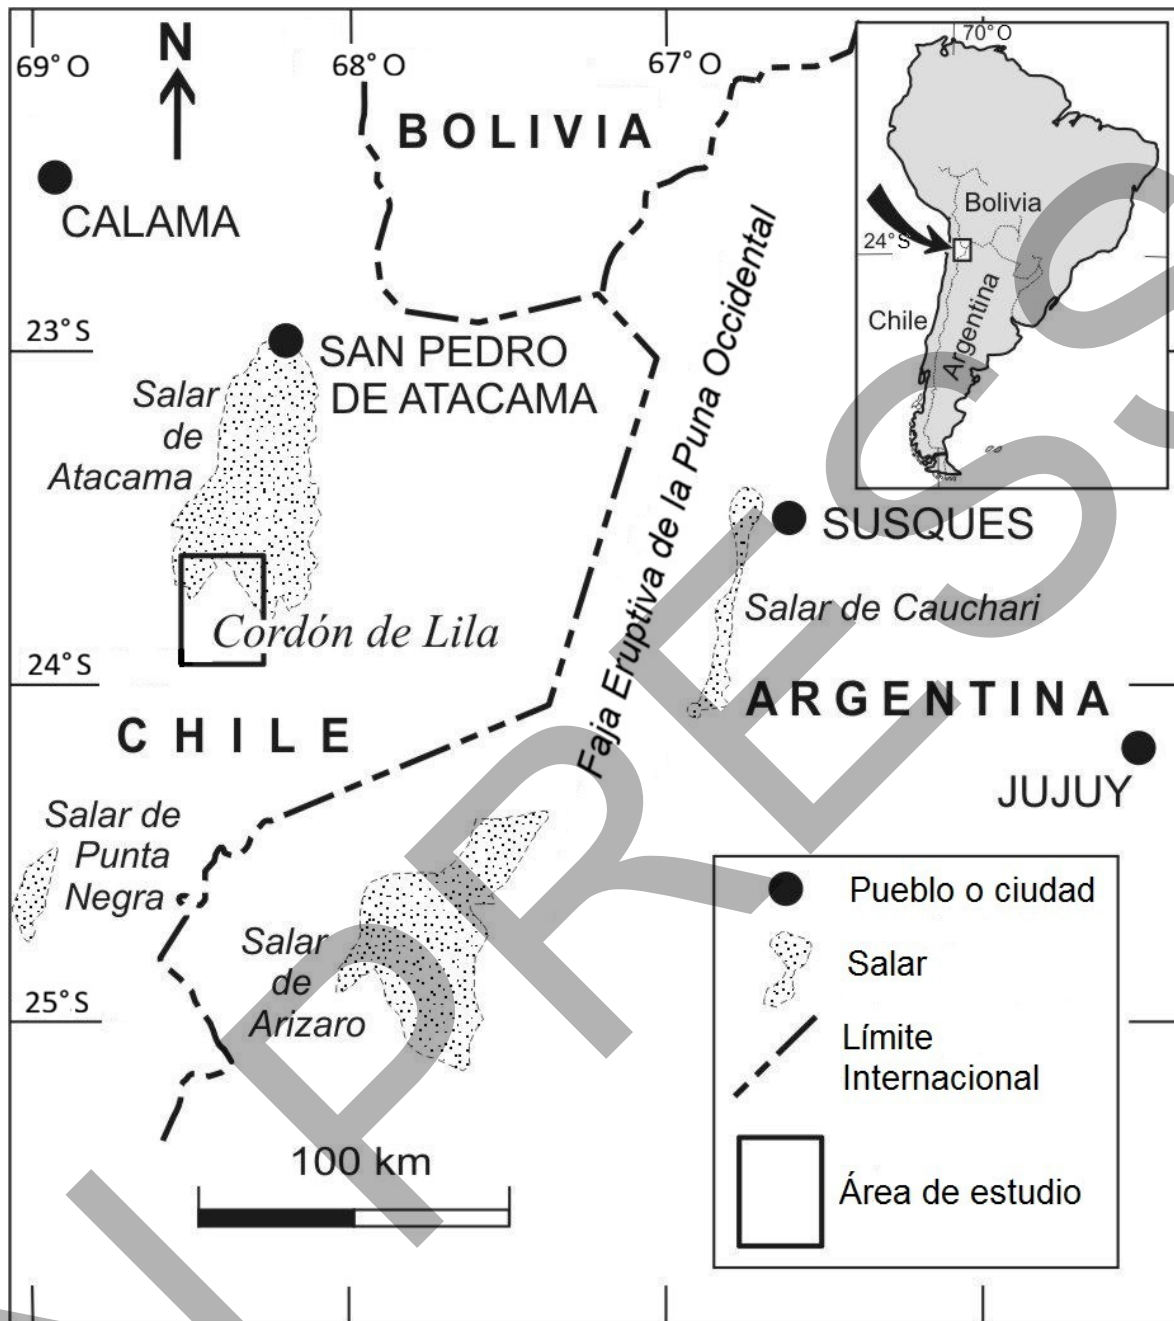 69°O
68°O
67°O
70°O
N
BOLIVIA
CALAMA
Bolivia
24°S
Chile
Argentina
23°S
SAN PEDRO
DE ATACAMA
Salar
de
Atacama
Faja Eruptiva de la Puna Occidental
SUSQUES
Salar de Cauchari
Cordón de Lila
24°S
ARGENTINA
CHILE
JUJUY
Salar de
Punta
Negra
Salar
de
Arizaro
25°S
100 km
Pueblo o ciudad
Salar
Límite
Internacional
Área de estudio